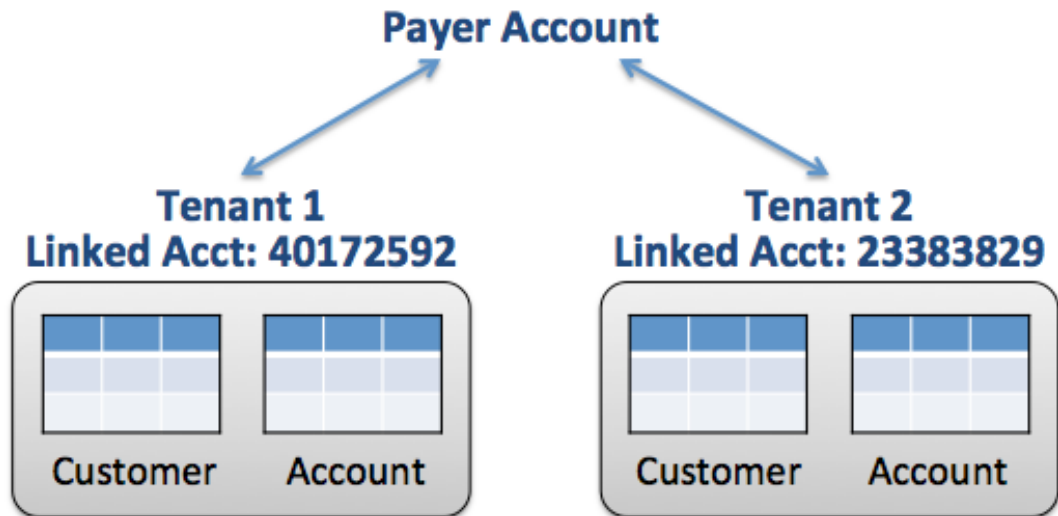 Payer Account
Tenant 1
Linked Acct: 40172592
Customer
Account
Tenant 2
Linked Acct: 23383829
Customer
Account